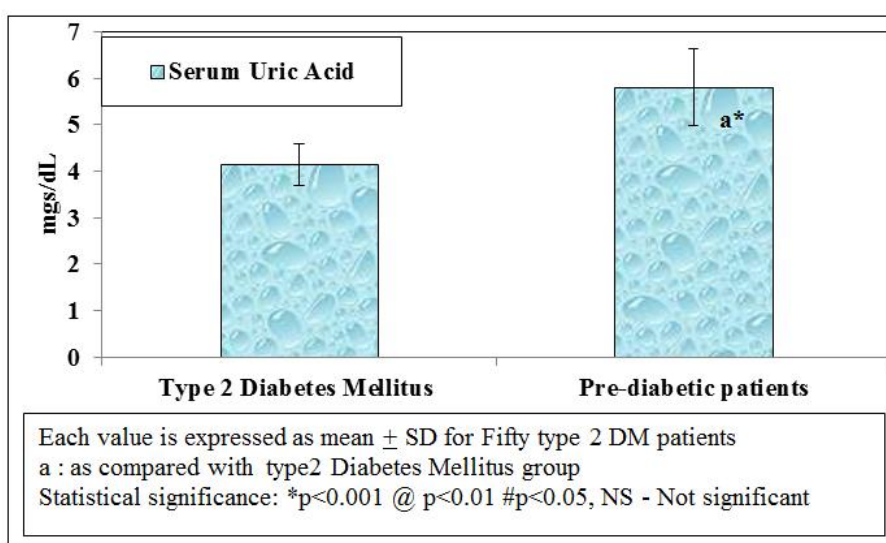 7
Serum Uric Acid
6
5
a*
4
mgs/dL
3
2
1
0
Type 2 Diabetes Mellitus
Pre-diabetic patients
Each value is expressed as mean ± SD for Fifty type 2 DM patients
a : as compared with type2 Diabetes Mellitus group
Statistical significance: *p<0.001 @ p<0.01 #p<0.05, NS - Not significant